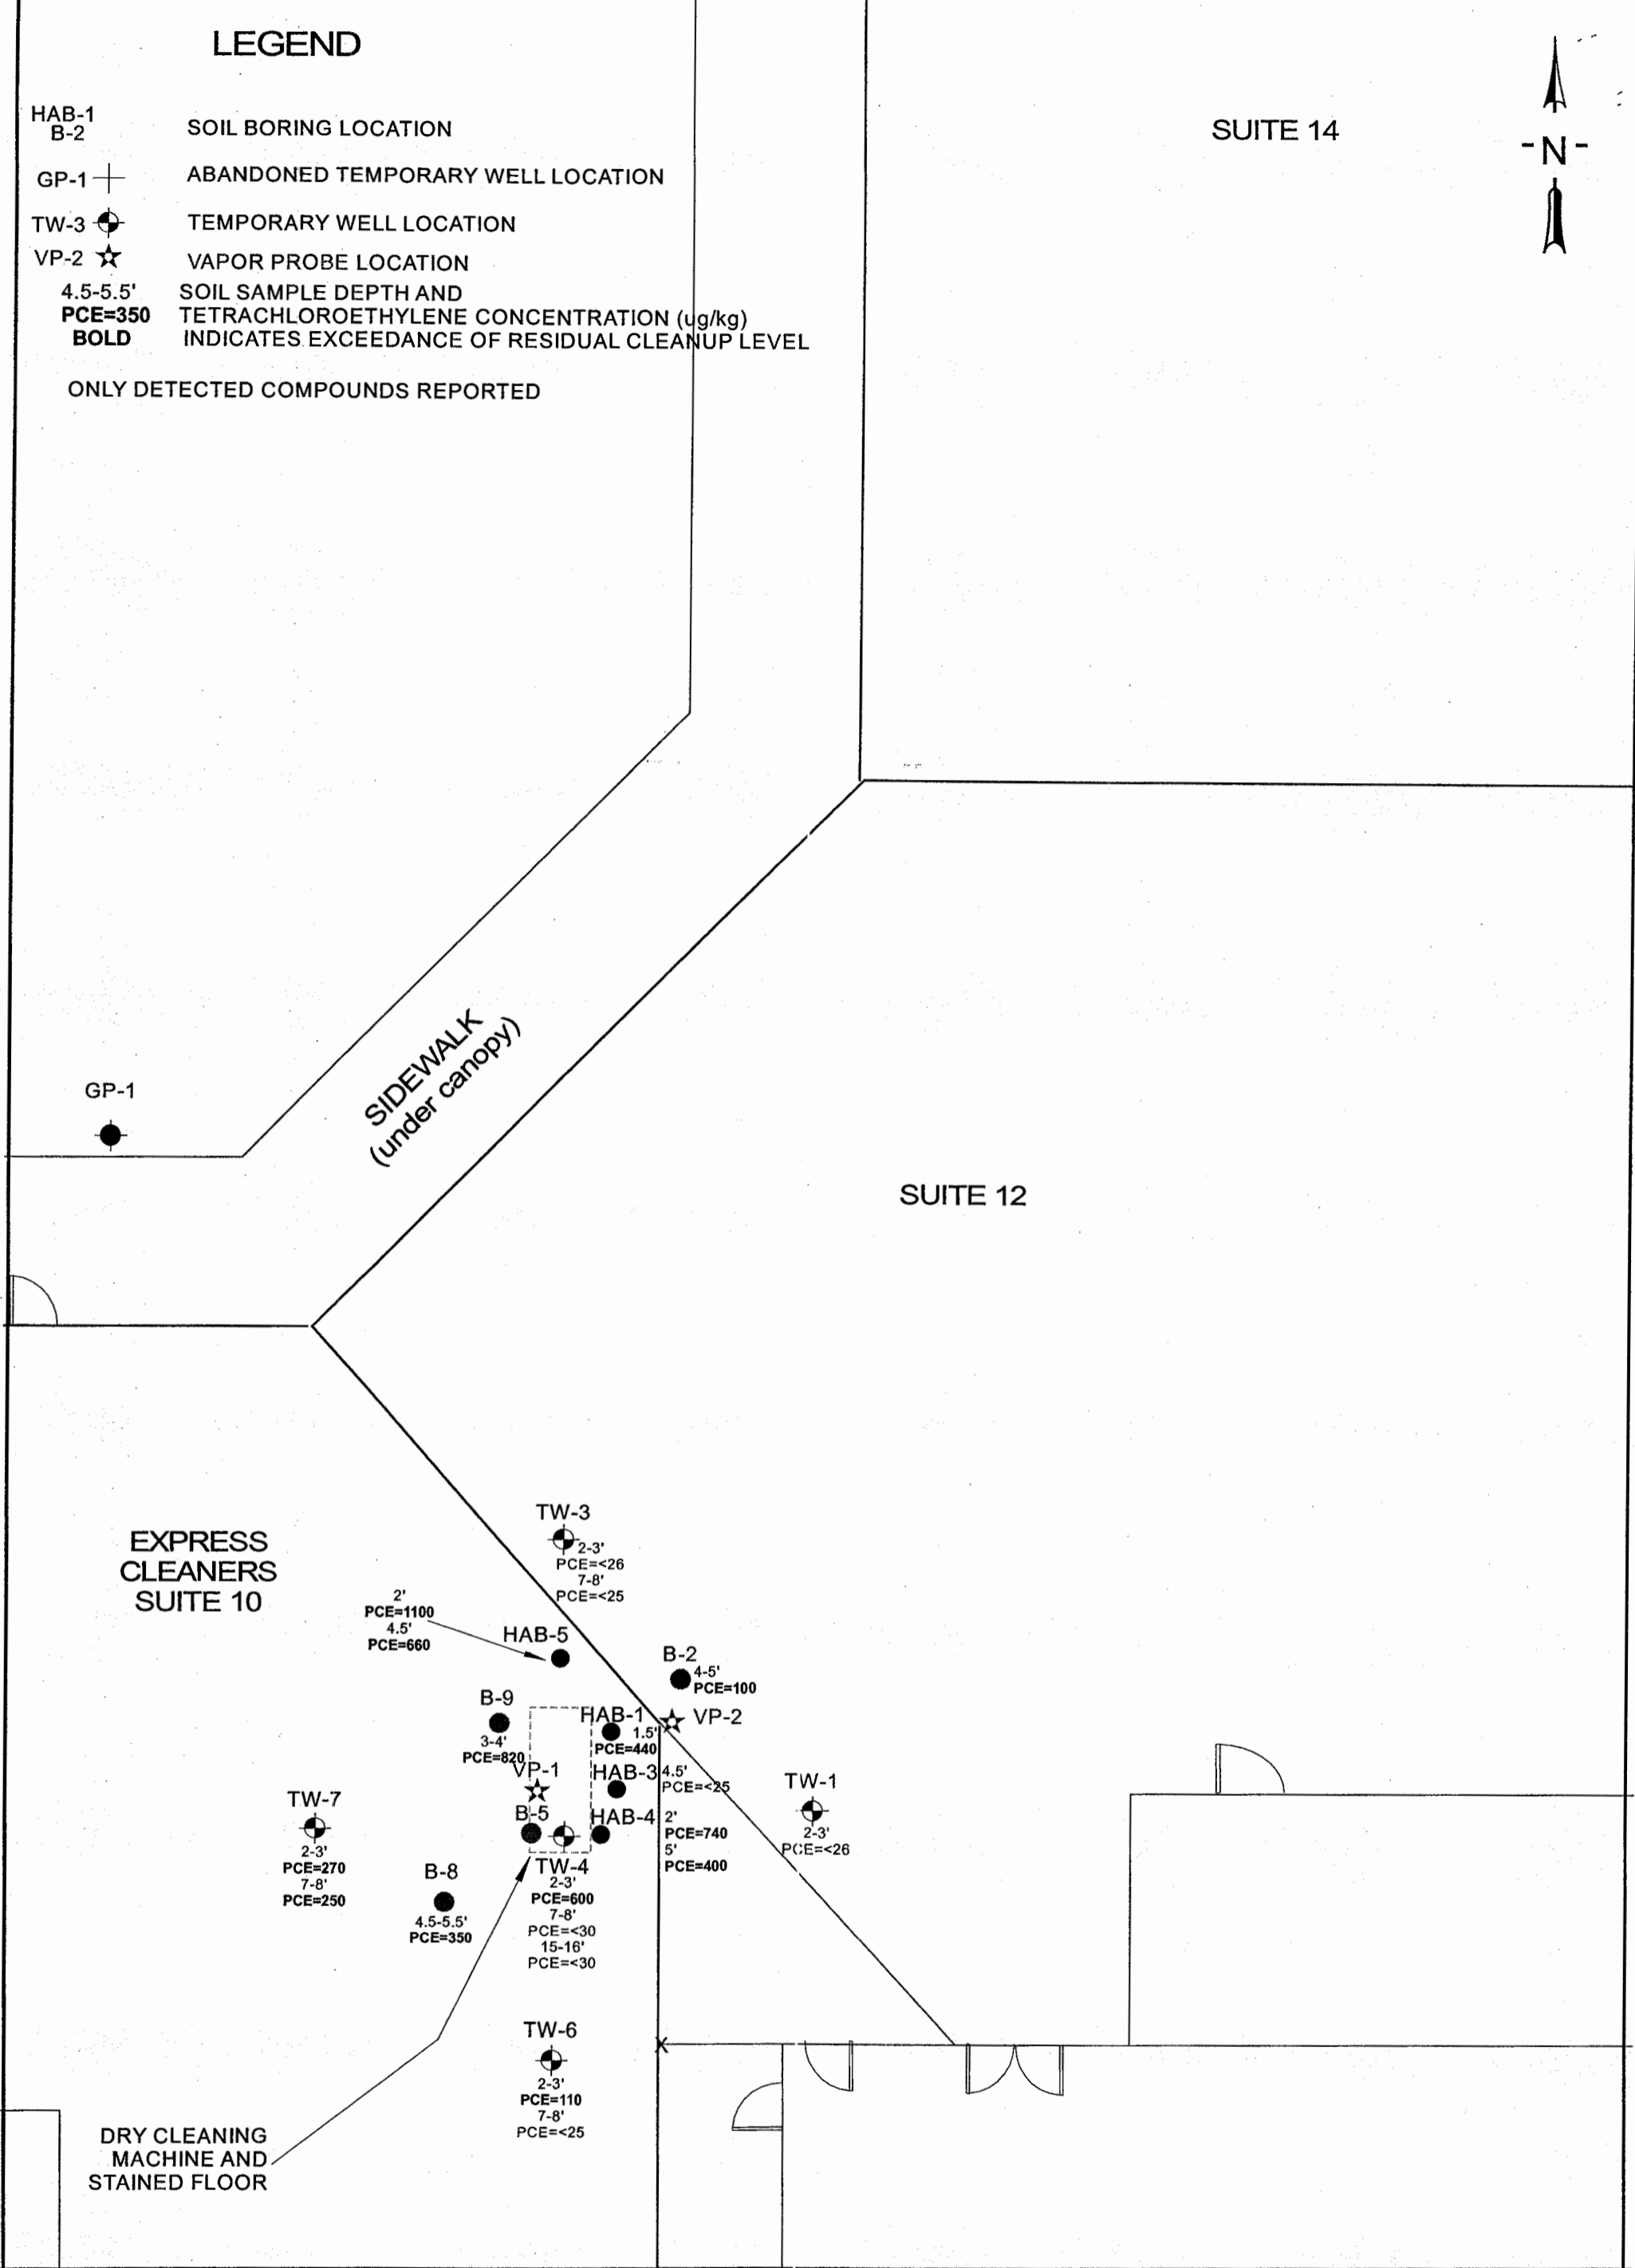 LEGEND
HAB-1
B-2
SOIL BORING LOCATION
GP-1
ABANDONED TEMPORARY WELL LOCATION
TW-3
TEMPORARY WELL LOCATION
VP-2
VAPOR PROBE LOCATION
4.5-5.5' SOIL SAMPLE DEPTH AND
PCE=350 TETRACHLOROETHYLENE CONCENTRATION (ug/kg)
BOLD INDICATES EXCEEDANCE OF RESIDUAL CLEANUP LEVEL
ONLY DETECTED COMPOUNDS REPORTED
SUITE 14
-N-
SIDEWALK
(under canopy)
GP-1
SUITE 12
EXPRESS
CLEANERS
SUITE 10
TW-3
2-3'
PCE=<26
7-8'
PCE=<25
2'
PCE=1100
4.5'
PCE=660
HAB-5
B-2
4-5'
PCE=100
B-9
3-4'
PCE=820
HAB-1
1.5'
PCE=440
VP-2
VP-1
HAB-3
4.5'
PCE=<25
TW-1
2-3'
PCE=<26
TW-7
2-3'
PCE=270
7-8'
PCE=250
B-5
HAB-4
2'
PCE=740
5'
PCE=400
B-8
4.5-5.5'
PCE=350
TW-4
2-3'
PCE=600
7-8'
PCE=<30
15-16'
PCE=<30
TW-6
2-3'
PCE=110
7-8'
PCE=<25
X
DRY CLEANING
MACHINE AND
STAINED FLOOR